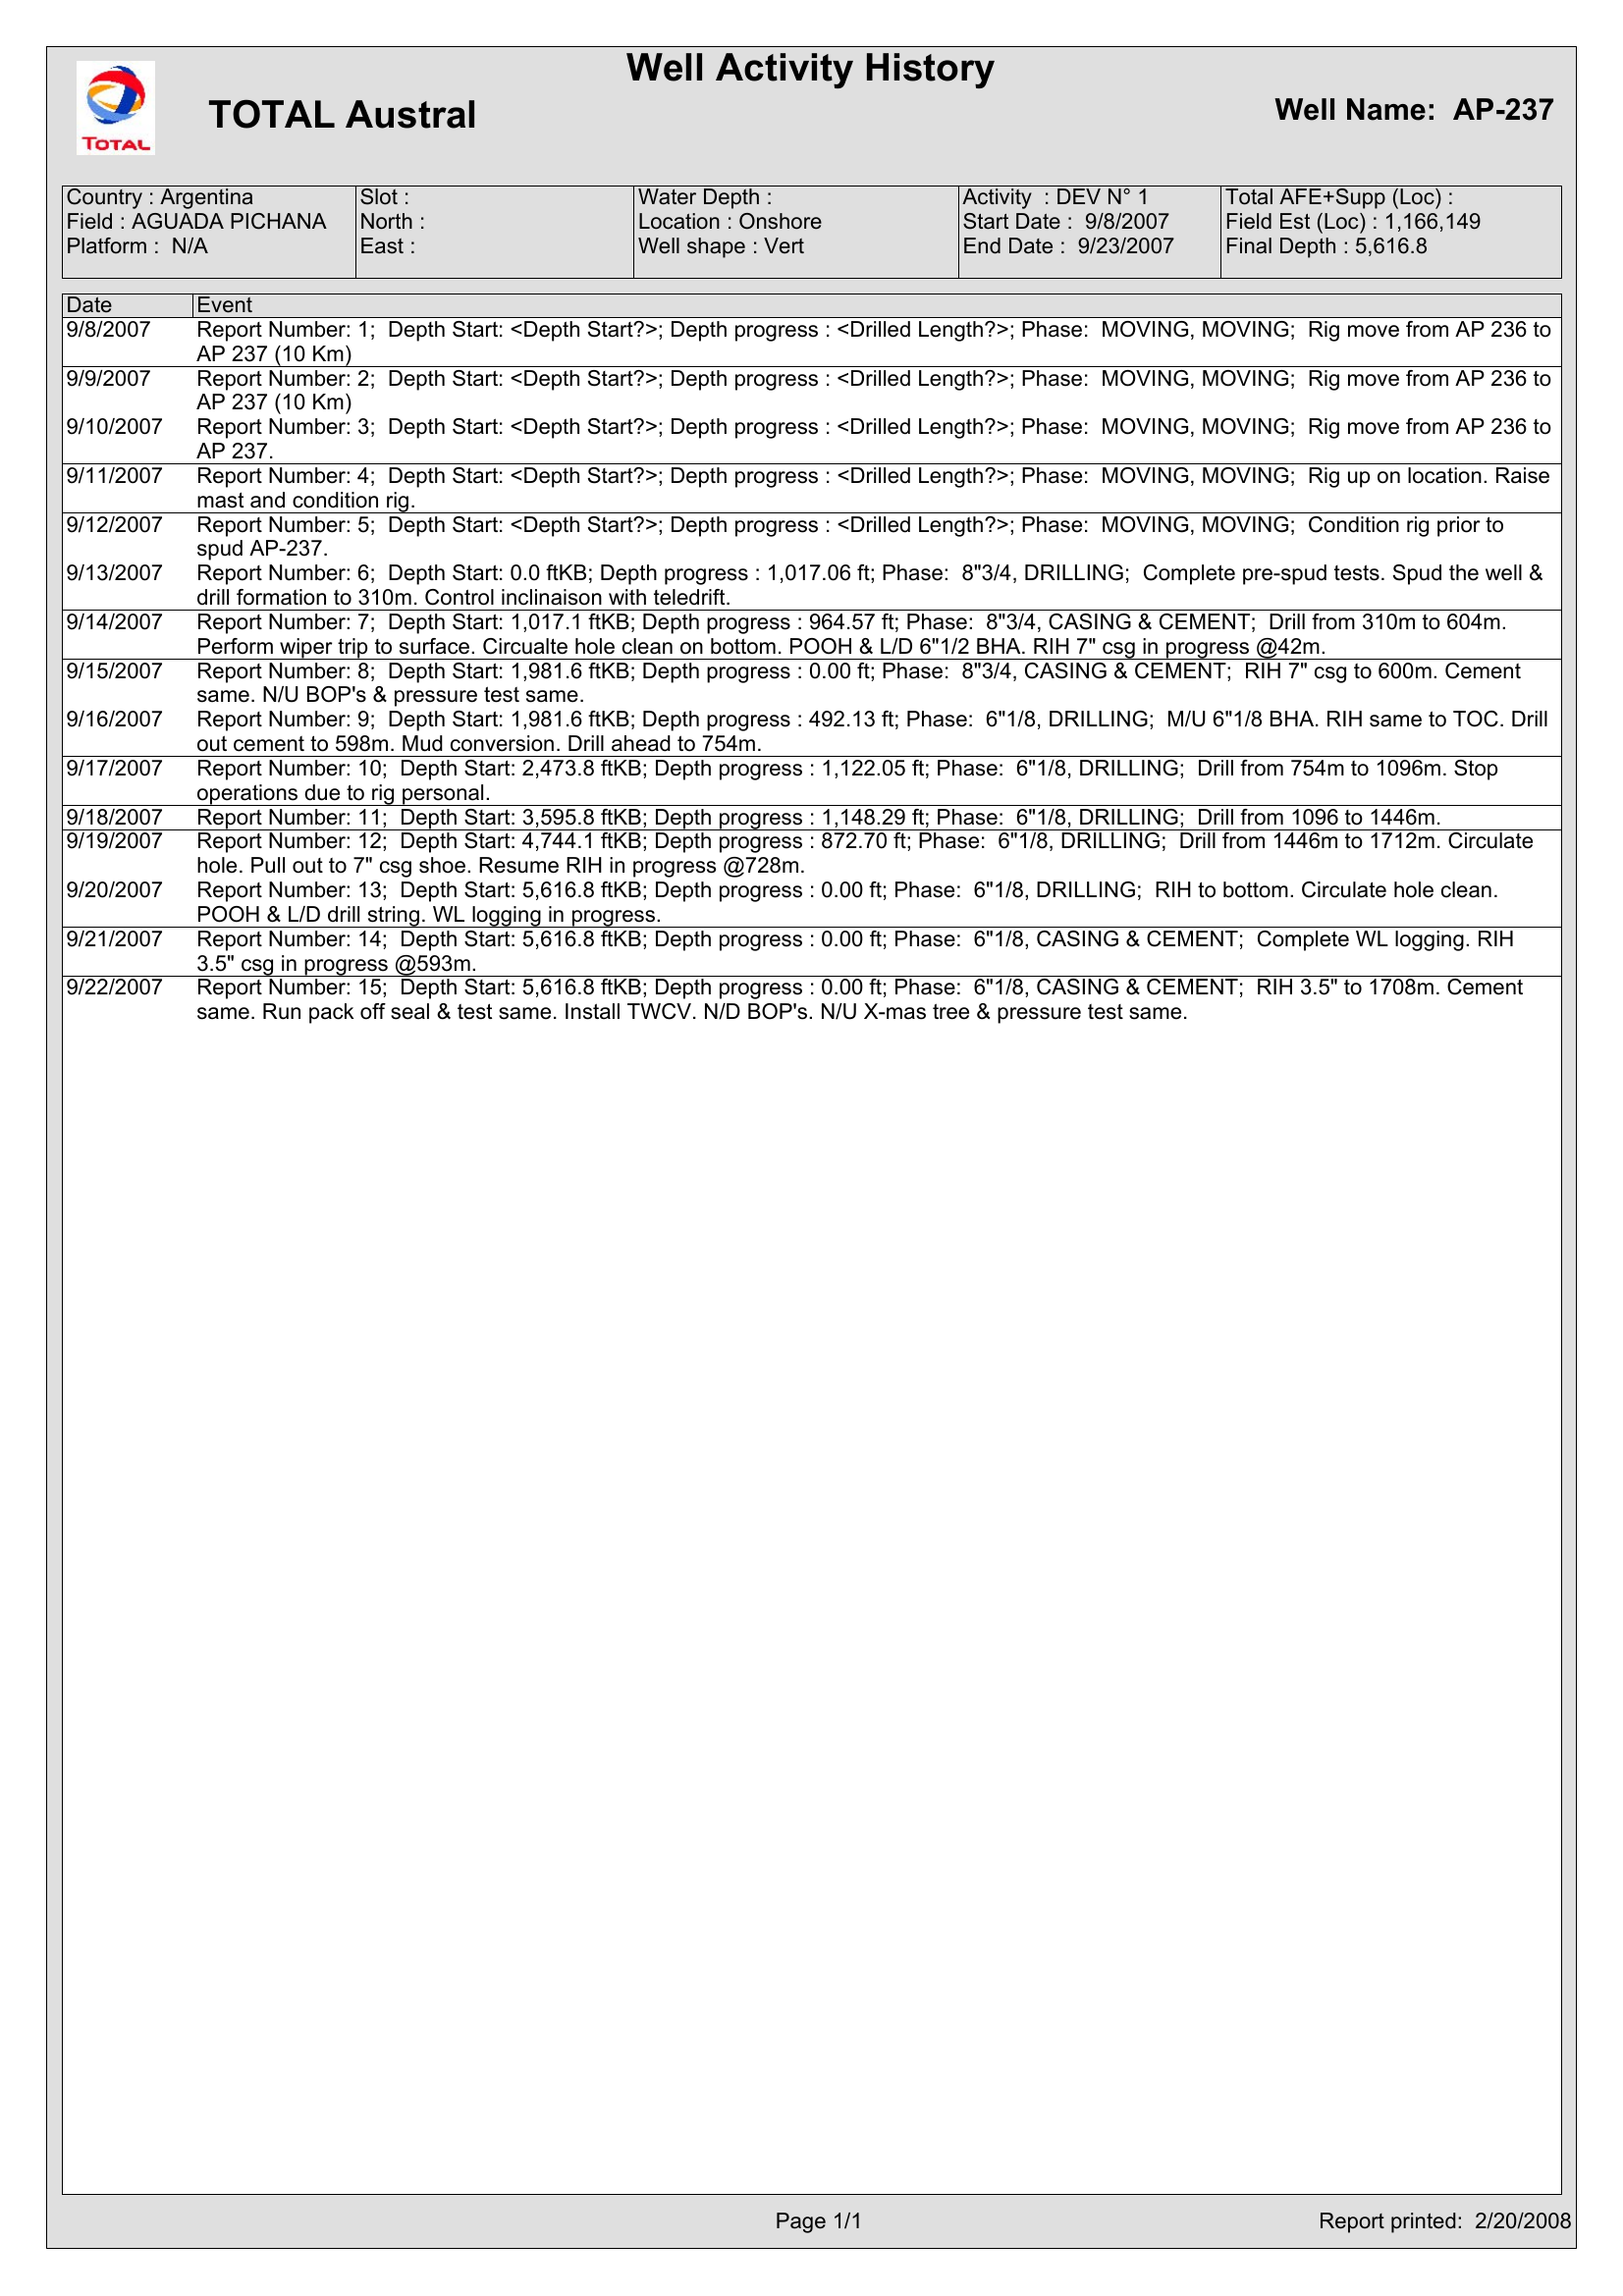 Well Activity History
TOTAL
TOTAL Austral
Well Name: AP-237
Country : Argentina
Field : AGUADA PICHANA
Platform : N/A
Slot :
North :
East :
Water Depth :
Location : Onshore
Well shape : Vert
Activity : DEV N° 1
Start Date : 9/8/2007
End Date : 9/23/2007
Total AFE+Supp (Loc) :
Field Est (Loc) : 1,166,149
Final Depth : 5,616.8
Date Event
9/8/2007 Report Number: 1; Depth Start: <Depth Start?>; Depth progress : <Drilled Length?>; Phase: MOVING, MOVING; Rig move from AP 236 to
AP 237 (10 Km)
9/9/2007 Report Number: 2; Depth Start: <Depth Start?>; Depth progress : <Drilled Length?>; Phase: MOVING, MOVING; Rig move from AP 236 to
AP 237 (10 Km)
9/10/2007 Report Number: 3; Depth Start: <Depth Start?>; Depth progress : <Drilled Length?>; Phase: MOVING, MOVING; Rig move from AP 236 to
AP 237.
9/11/2007 Report Number: 4; Depth Start: <Depth Start?>; Depth progress : <Drilled Length?>; Phase: MOVING, MOVING; Rig up on location. Raise
mast and condition rig.
9/12/2007 Report Number: 5; Depth Start: <Depth Start?>; Depth progress : <Drilled Length?>; Phase: MOVING, MOVING; Condition rig prior to
spud AP-237.
9/13/2007 Report Number: 6; Depth Start: 0.0 ftKB; Depth progress : 1,017.06 ft; Phase: 8"3/4, DRILLING; Complete pre-spud tests. Spud the well &
drill formation to 310m. Control inclinaison with teledrift.
9/14/2007 Report Number: 7; Depth Start: 1,017.1 ftKB; Depth progress : 964.57 ft; Phase: 8"3/4, CASING & CEMENT; Drill from 310m to 604m.
Perform wiper trip to surface. Circualte hole clean on bottom. POOH & L/D 6"1/2 BHA. RIH 7" csg in progress @42m.
9/15/2007 Report Number: 8; Depth Start: 1,981.6 ftKB; Depth progress : 0.00 ft; Phase: 8"3/4, CASING & CEMENT; RIH 7" csg to 600m. Cement
same. N/U BOP's & pressure test same.
9/16/2007 Report Number: 9; Depth Start: 1,981.6 ftKB; Depth progress : 492.13 ft; Phase: 6"1/8, DRILLING; M/U 6"1/8 BHA. RIH same to TOC. Drill
out cement to 598m. Mud conversion. Drill ahead to 754m.
9/17/2007 Report Number: 10; Depth Start: 2,473.8 ftKB; Depth progress : 1,122.05 ft; Phase: 6"1/8, DRILLING; Drill from 754m to 1096m. Stop
operations due to rig personal.
9/18/2007 Report Number: 11; Depth Start: 3,595.8 ftKB; Depth progress : 1,148.29 ft; Phase: 6"1/8, DRILLING; Drill from 1096 to 1446m.
9/19/2007 Report Number: 12; Depth Start: 4,744.1 ftKB; Depth progress : 872.70 ft; Phase: 6"1/8, DRILLING; Drill from 1446m to 1712m. Circulate
hole. Pull out to 7" csg shoe. Resume RIH in progress @728m.
9/20/2007 Report Number: 13; Depth Start: 5,616.8 ftKB; Depth progress : 0.00 ft; Phase: 6"1/8, DRILLING; RIH to bottom. Circulate hole clean.
POOH & L/D drill string. WL logging in progress.
9/21/2007 Report Number: 14; Depth Start: 5,616.8 ftKB; Depth progress : 0.00 ft; Phase: 6"1/8, CASING & CEMENT; Complete WL logging. RIH
3.5" csg in progress @593m.
9/22/2007 Report Number: 15; Depth Start: 5,616.8 ftKB; Depth progress : 0.00 ft; Phase: 6"1/8, CASING & CEMENT; RIH 3.5" to 1708m. Cement
same. Run pack off seal & test same. Install TWCV. N/D BOP's. N/U X-mas tree & pressure test same.
Page 1/1
Report printed: 2/20/2008